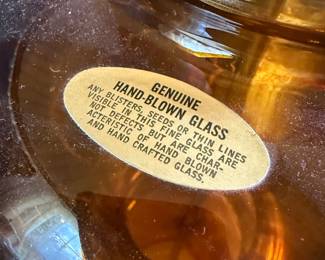 GENUINE
HAND-BLOWN GLASS
ANY BLISTERS, SEEDS OR THIN LINES
VISIBLE IN THIS FINE GLASS ARE
NOT DEFECTS BUT ARE CHAR-
ACTERISTIC OF HAND BLOWN
AND HAND CRAFTED GLASS.